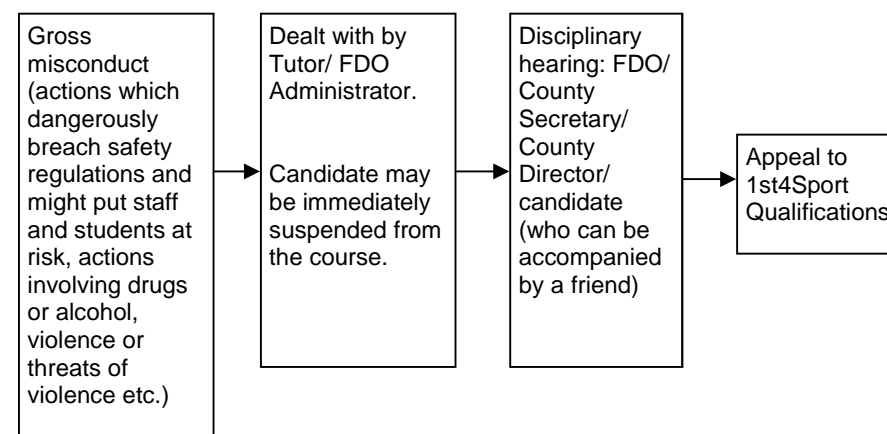 Gross
misconduct
(actions which
dangerously
breach safety
regulations and
might put staff
and students at
risk, actions
involving drugs
or alcohol,
violence or
threats of
violence etc.)
Dealt with by
Tutor/ FDO
Administrator.
Candidate may
be immediately
suspended from
the course.
Disciplinary
hearing: FDO/
County
Secretary/
County
Director/
candidate
(who can be
accompanied
by a friend)
Appeal to
1st4Sport
Qualifications